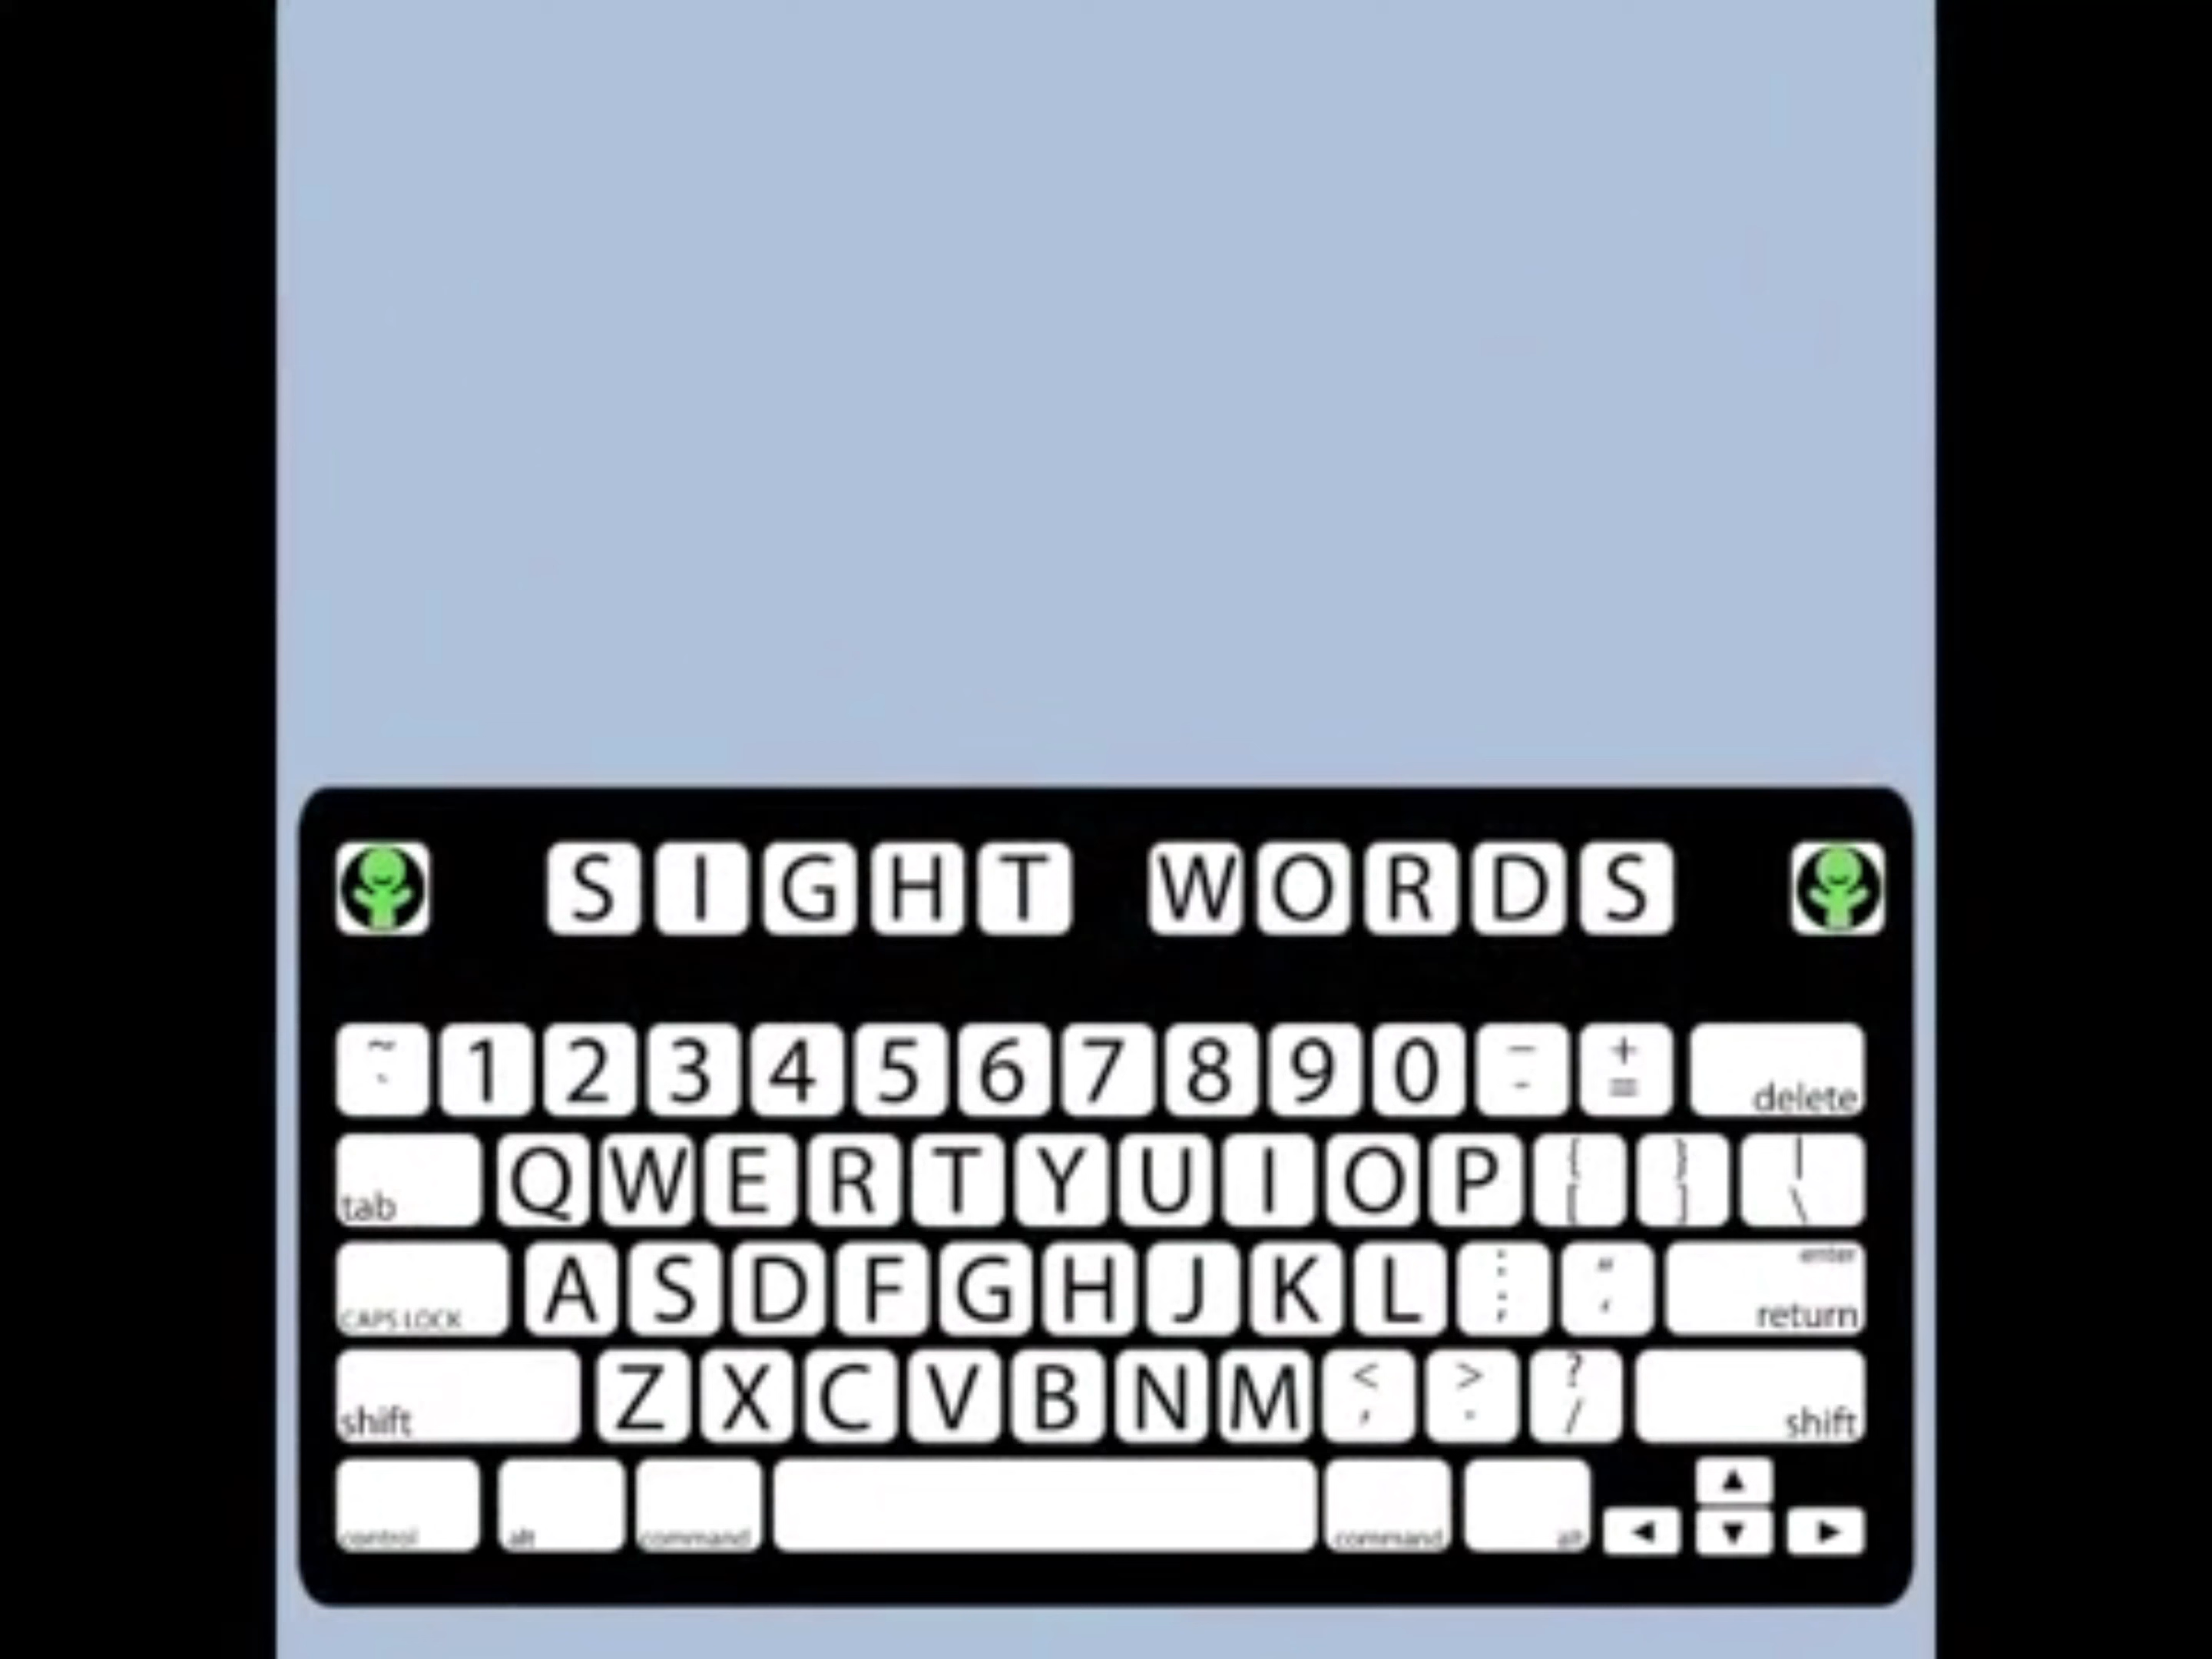 SIGHT WORDS
~ ` 1 2 3 4 5 6 7 8 9 0 – - + = delete
tab Q W E R T Y U I O P { [ } ] | \
CAPS LOCK A S D F G H J K L : ; " ' enter return
shift Z X C V B N M < , > . ? / shift
control alt command command alt ▲
◀ ▼ ▶